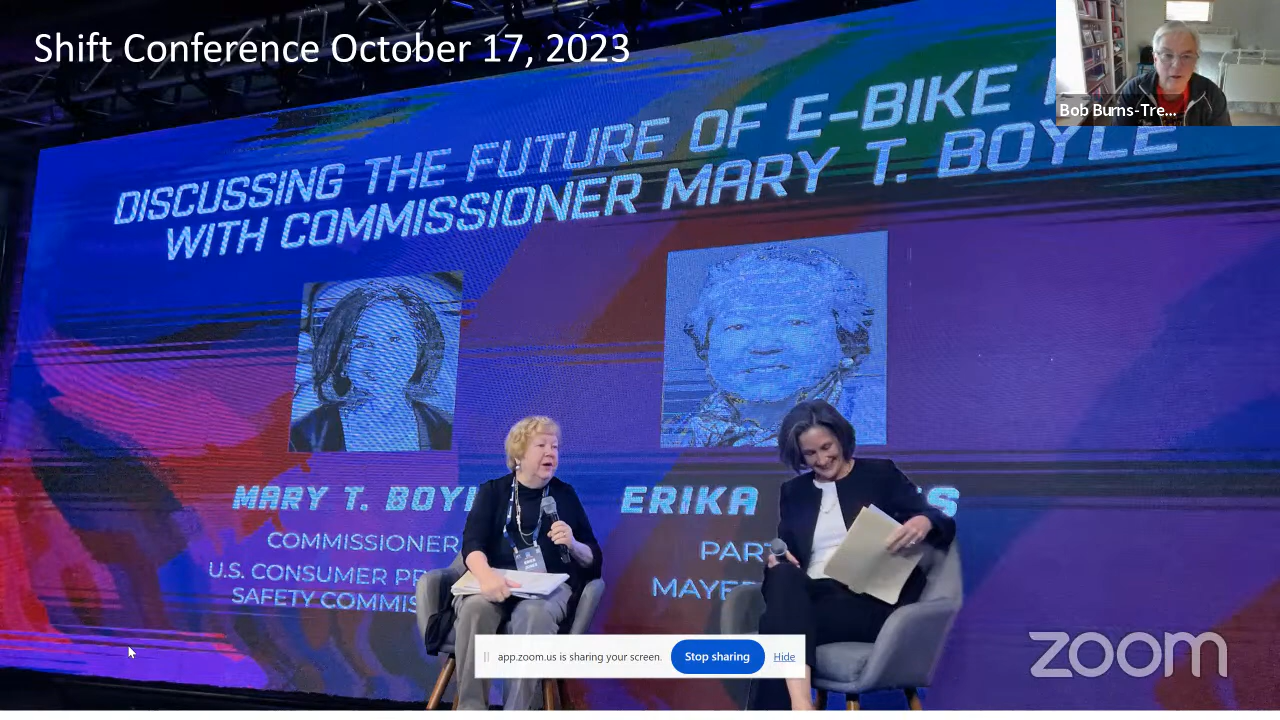 Shift Conference October 17, 2023
Bob Burns-Tre...
DISCUSSING THE FUTURE OF E-BIKE
WITH COMMISSIONER MARY T. BOYLE
MARY T. BOYL
ERIKA
COMMISSIONER
PART
U.S. CONSUMER PR
MAYE
SAFETY COMMIS
app.zoom.us is sharing your screen. Stop sharing Hide
zoom